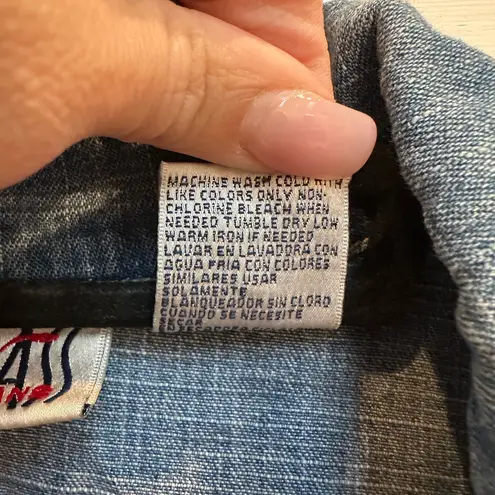 MACHINE WASH COLD WITH
LIKE COLORS ONLY NON
CHLORINE BLEACH WHEN
NEEDED TUMBLE DRY LOW
WARM IRON IF NEEDED
LAVAR EN LAVADORA CON
AGUA FRIA CON COLORES
SIMILARES USAR
SOLAMENTE
BLANQUEADOR SIN CLORO
CUANDO SE NECESITE